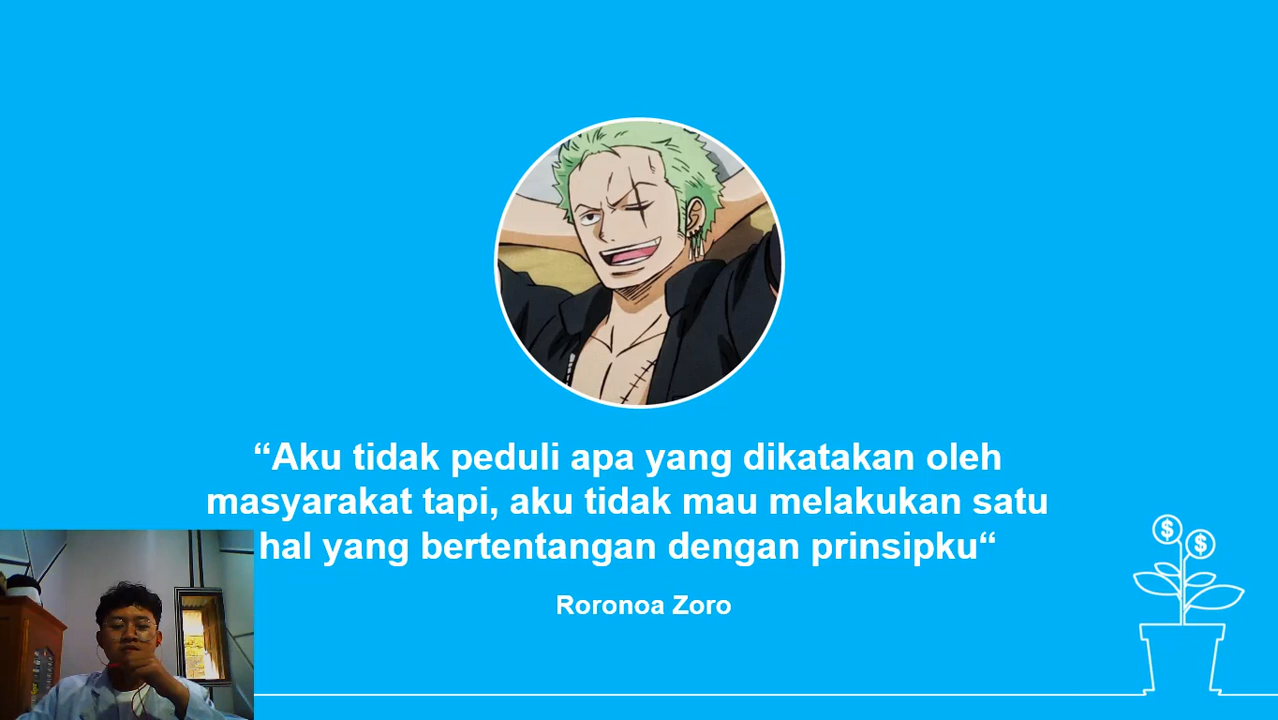 “Aku tidak peduli apa yang dikatakan oleh
masyarakat tapi, aku tidak mau melakukan satu
hal yang bertentangan dengan prinsipku“
Roronoa Zoro
$ $